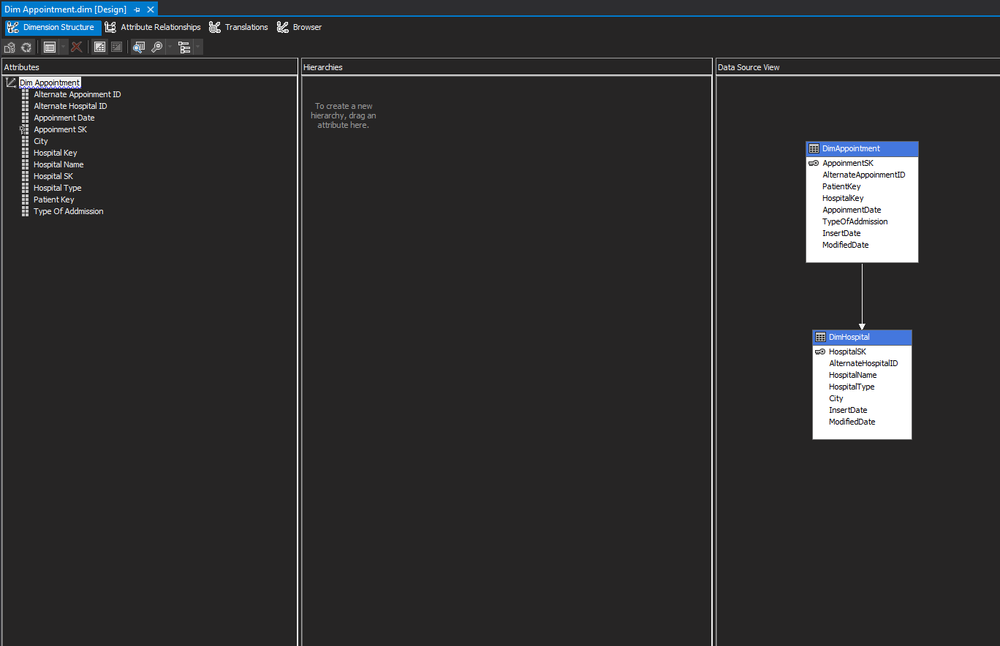 Dim Appointment.dim [Design]
Dimension Structure Attribute Relationships Translations Browser
Attributes
Dim Appointment
Alternate Appoinment ID
Alternate Hospital ID
Appoinment Date
Appoinment SK
City
Hospital Key
Hospital Name
Hospital SK
Hospital Type
Patient Key
Type Of Addmission
Hierarchies
To create a new
hierarchy, drag an
attribute here.
Data Source View
DimAppointment
AppoinmentSK
AlternateAppoinmentID
PatientKey
HospitalKey
AppoinmentDate
TypeOfAddmission
InsertDate
ModifiedDate
DimHospital
HospitalSK
AlternateHospitalID
HospitalName
HospitalType
City
InsertDate
ModifiedDate